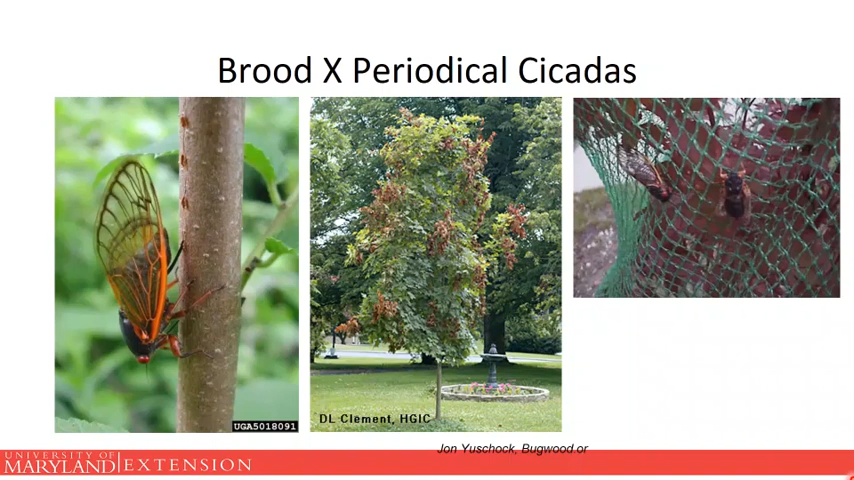 Brood X Periodical Cicadas
UGA5018091
DL Clement, HGIC
Jon Yuschock, Bugwood.or
UNIVERSITY OF
MARYLAND EXTENSION